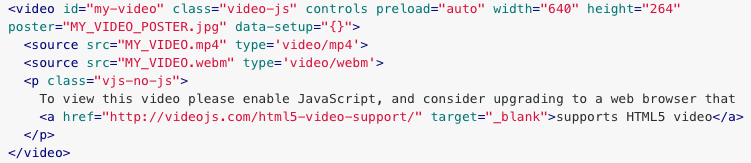 <video id="my-video" class="video-js" controls preload="auto" width="640" height="264"
poster="MY_VIDEO_POSTER.jpg" data-setup="{}">
<source src="MY_VIDEO.mp4" type='video/mp4'>
<source src="MY_VIDEO.webm" type='video/webm'>
<p class="vjs-no-js">
To view this video please enable JavaScript, and consider upgrading to a web browser that
<a href="http://videojs.com/html5-video-support/" target="_blank">supports HTML5 video</a>
</p>
</video>